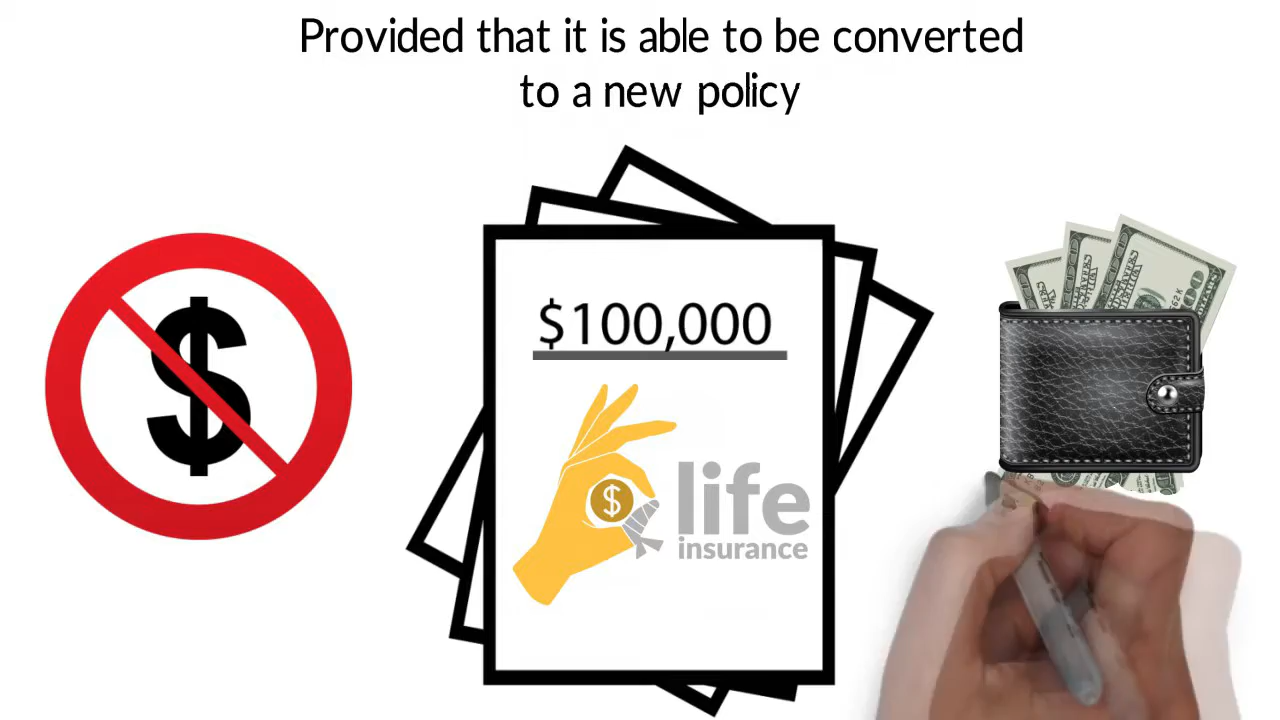 Provided that it is able to be converted
to a new policy
$100,000
$
$
life
insurance